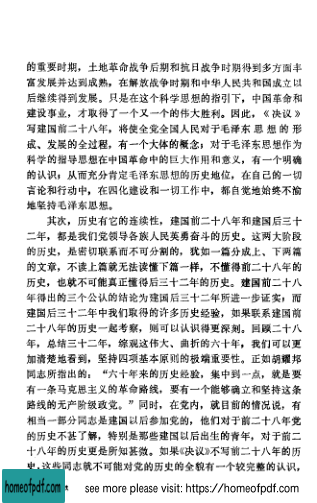 的重要时期，土地革命战争后期和抗日战争时期得到多方面丰
富发展并达到成熟，在解放战争时期和中华人民共和国成立以
后继续得到发展。只是在这个科学思想的指引下，中国革命和
建设事业，才取得了一个又一个的伟大胜利。因此，《决议》
写建国前二十八年，将使全党全国人民对于毛泽东思想的形
成、发展的全过程，有一个大体的概念；对于毛泽东思想作为
科学的指导思想在中国革命中的巨大作用和意义，有一个明确
的认识；从而充分肯定毛泽东思想的历史地位，在自己的一切
言论和行动中，在四化建设和一切工作中，都自觉地始终不渝
地坚持毛泽东思想。
其次，历史有它的连续性，建国前二十八年和建国后三十
二年，都是我们党领导各族人民英勇奋斗的历史。这两大阶段
的历史，是密切联系而不可分割的，犹如一篇分成上、下两篇
的文章，不读上篇就无法读懂下篇一样，不懂得前二十八年的
历史，也就不可能真正懂得后三十二年的历史。建国前二十八
年得出的三个公认的结论为建国后三十二年所进一步证实；而
建国后三十二年中我们取得的许多历史经验，如果联系建国前
二十八年的历史一起考察，则可以认识得更深刻。回顾二十八
年，总结三十二年，综观这伟大、曲折的六十年，我们可以更
加清楚地看到，坚持四项基本原则的极端重要性。正如胡耀邦
同志所指出的：“六十年来的历史经验，集中到一点，就是要
有一条马克思主义的革命路线，要有一个能够确立和坚持这条
路线的无产阶级政党。”同时，在党内，就目前的情况说，有
相当一部分同志是建国以后参加党的，他们对于前二十八年党
的历史不甚了解，特别是那些建国以后出生的青年，对于前二
十八年的历史更是所知甚微。如果《决议》不写前二十八年的历
史，这些同志就不可能对党的历史的全貌有一个较完整的认识，
homeofpdf.com
see more please visit: https://homeofpdf.com